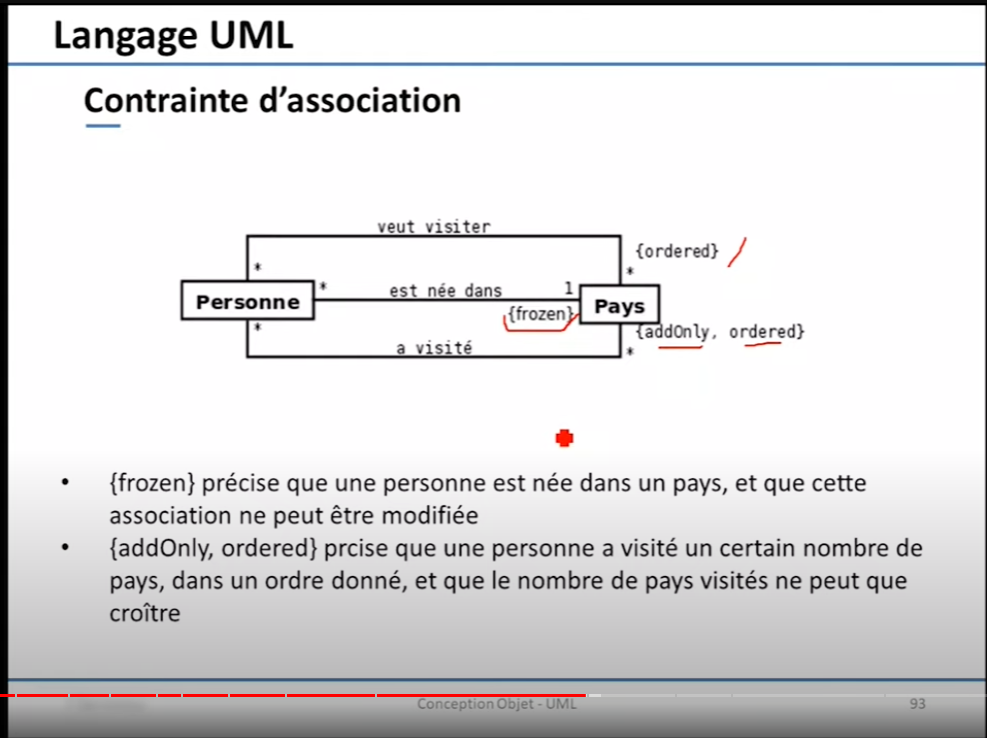 Langage UML
Contrainte d'association
veut visiter
{ordered}
*
*
*
est née dans
1
Personne
Pays
{frozen}
*
{addOnly, ordered}
a visité
*
• {frozen} précise que une personne est née dans un pays, et que cette
association ne peut être modifiée
• {addOnly, ordered} prcise que une personne a visité un certain nombre de
pays, dans un ordre donné, et que le nombre de pays visités ne peut que
croître
Conception Objet - UML
93